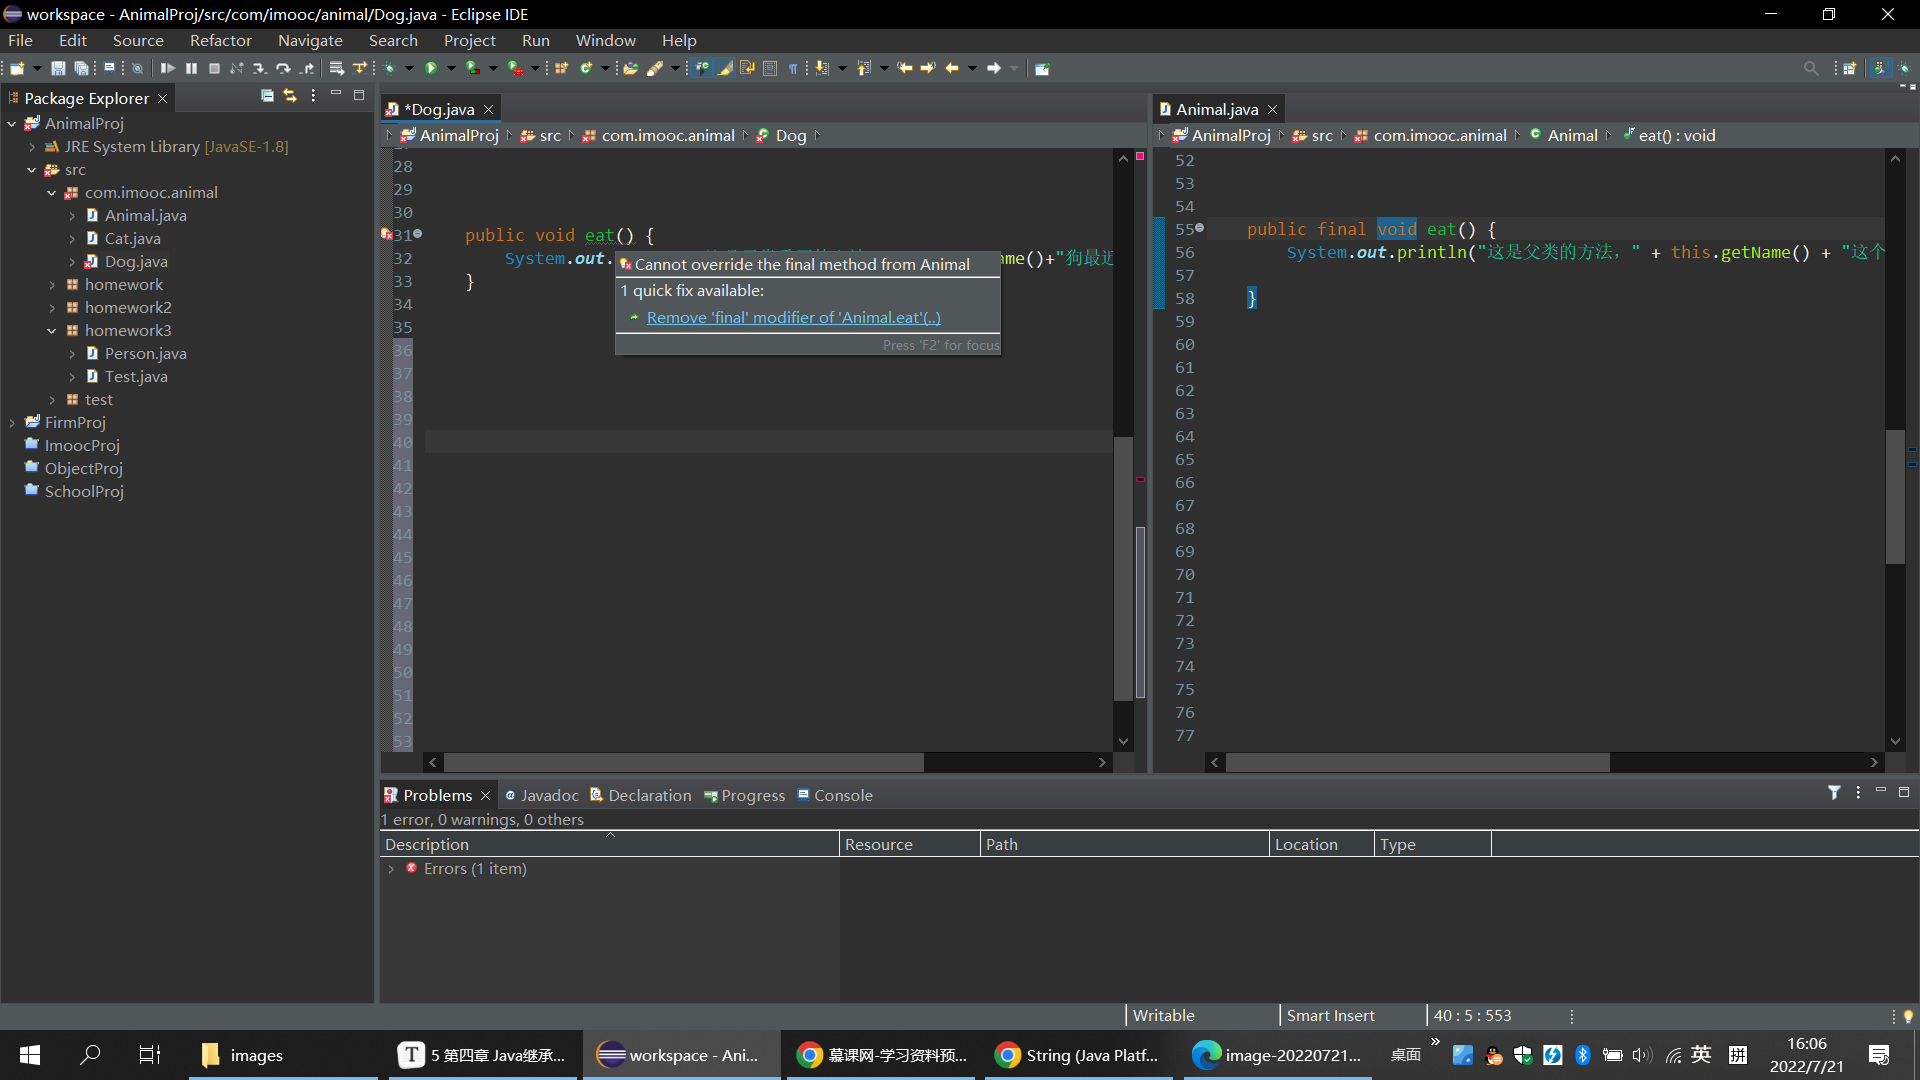 workspace - AnimalProj/src/com/imooc/animal/Dog.java - Eclipse IDE
File Edit Source Refactor Navigate Search Project Run Window Help
Package Explorer
AnimalProj
JRE System Library [JavaSE-1.8]
src
com.imooc.animal
Animal.java
Cat.java
Dog.java
homework
homework2
homework3
Person.java
Test.java
test
FirmProj
ImoocProj
ObjectProj
SchoolProj
*Dog.java
AnimalProj src com.imooc.animal Dog
28
29
30
31 public void eat() {
32 System.out. me()+"狗最近
33 }
34
35
36
37
38
39
40
41
42
43
44
45
46
47
48
49
50
51
52
53
Cannot override the final method from Animal
1 quick fix available:
Remove 'final' modifier of 'Animal.eat'(..)
Press 'F2' for focus
Animal.java
AnimalProj src com.imooc.animal Animal eat() : void
52
53
54
55 public final void eat() {
56 System.out.println("这是父类的方法，" + this.getName() + "这个
57
58 }
59
60
61
62
63
64
65
66
67
68
69
70
71
72
73
74
75
76
77
Problems Javadoc Declaration Progress Console
1 error, 0 warnings, 0 others
Description Resource Path Location Type
Errors (1 item)
Writable Smart Insert 40 : 5 : 553
images
5 第四章 Java继承...
workspace - Ani...
慕课网-学习资料预...
String (Java Platf...
image-20220721...
桌面
英
拼
16:06
2022/7/21